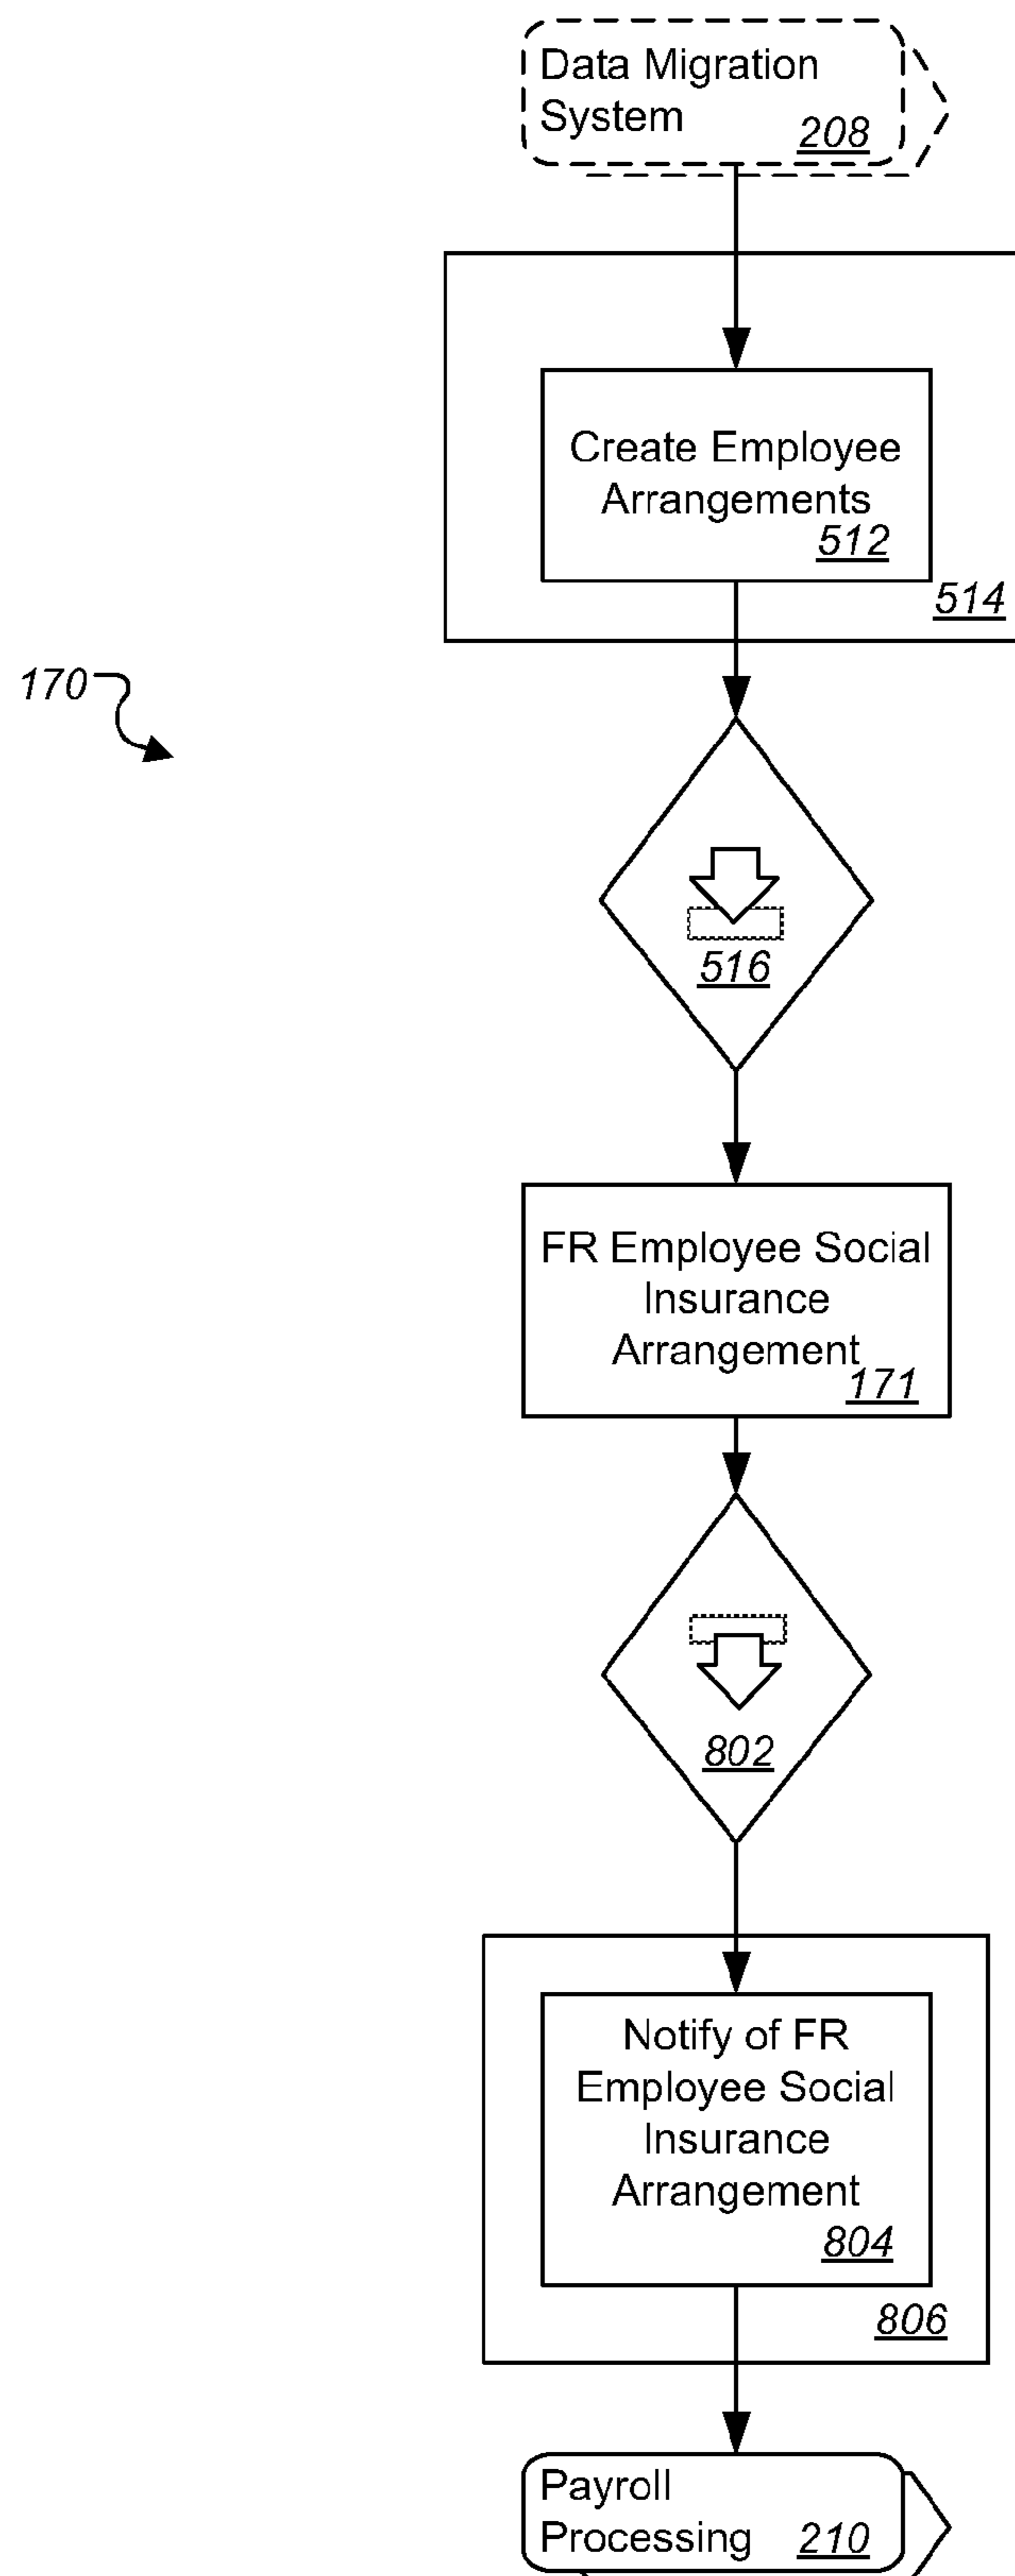 Data Migration
System 208
Create Employee
Arrangements
512
514
170
516
FR Employee Social
Insurance
Arrangement
171
802
Notify of FR
Employee Social
Insurance
Arrangement
804
806
Payroll
Processing 210